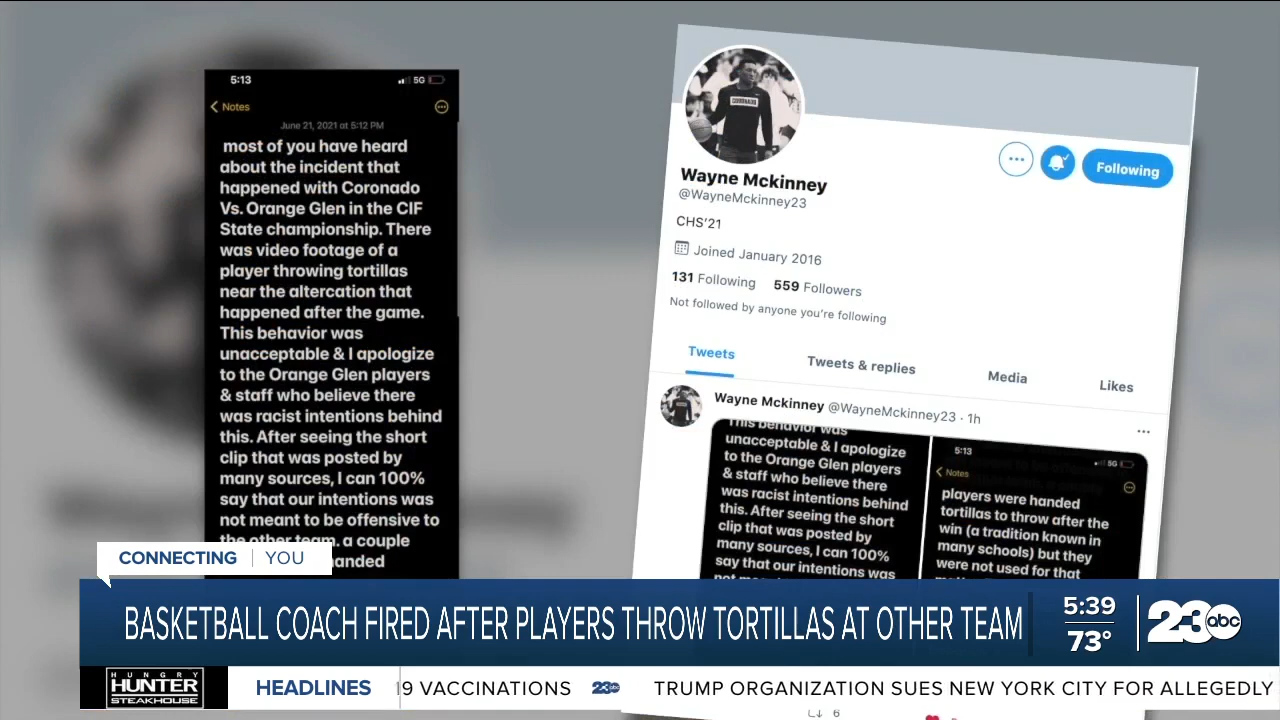 5:13
5G
Notes
June 21, 2021 at 5:12 PM
most of you have heard
about the incident that
happened with Coronado
Vs. Orange Glen in the CIF
State championship. There
was video footage of a
player throwing tortillas
near the altercation that
happened after the game.
This behavior was
unacceptable & I apologize
to the Orange Glen players
& staff who believe there
was racist intentions behind
this. After seeing the short
clip that was posted by
many sources, I can 100%
say that our intentions was
not meant to be offensive to
the other team. a couple
handed
CORONADO
Following
Wayne Mckinney
@WayneMckinney23
CHS'21
Joined January 2016
131 Following 559 Followers
Not followed by anyone you're following
Tweets Tweets & replies Media Likes
Wayne Mckinney @WayneMckinney23 · 1h
This behavior was
unacceptable & I apologize
to the Orange Glen players
& staff who believe there
was racist intentions behind
this. After seeing the short
clip that was posted by
many sources, I can 100%
say that our intentions was
5:13
5G
Notes
players were handed
tortillas to throw after the
win (a tradition known in
many schools) but they
were not used for that
6
CONNECTING | YOU
BASKETBALL COACH FIRED AFTER PLAYERS THROW TORTILLAS AT OTHER TEAM
5:39
73°
23 abc
HUNGRY
HUNTER
STEAKHOUSE
HEADLINES
19 VACCINATIONS 23 abc TRUMP ORGANIZATION SUES NEW YORK CITY FOR ALLEGEDLY